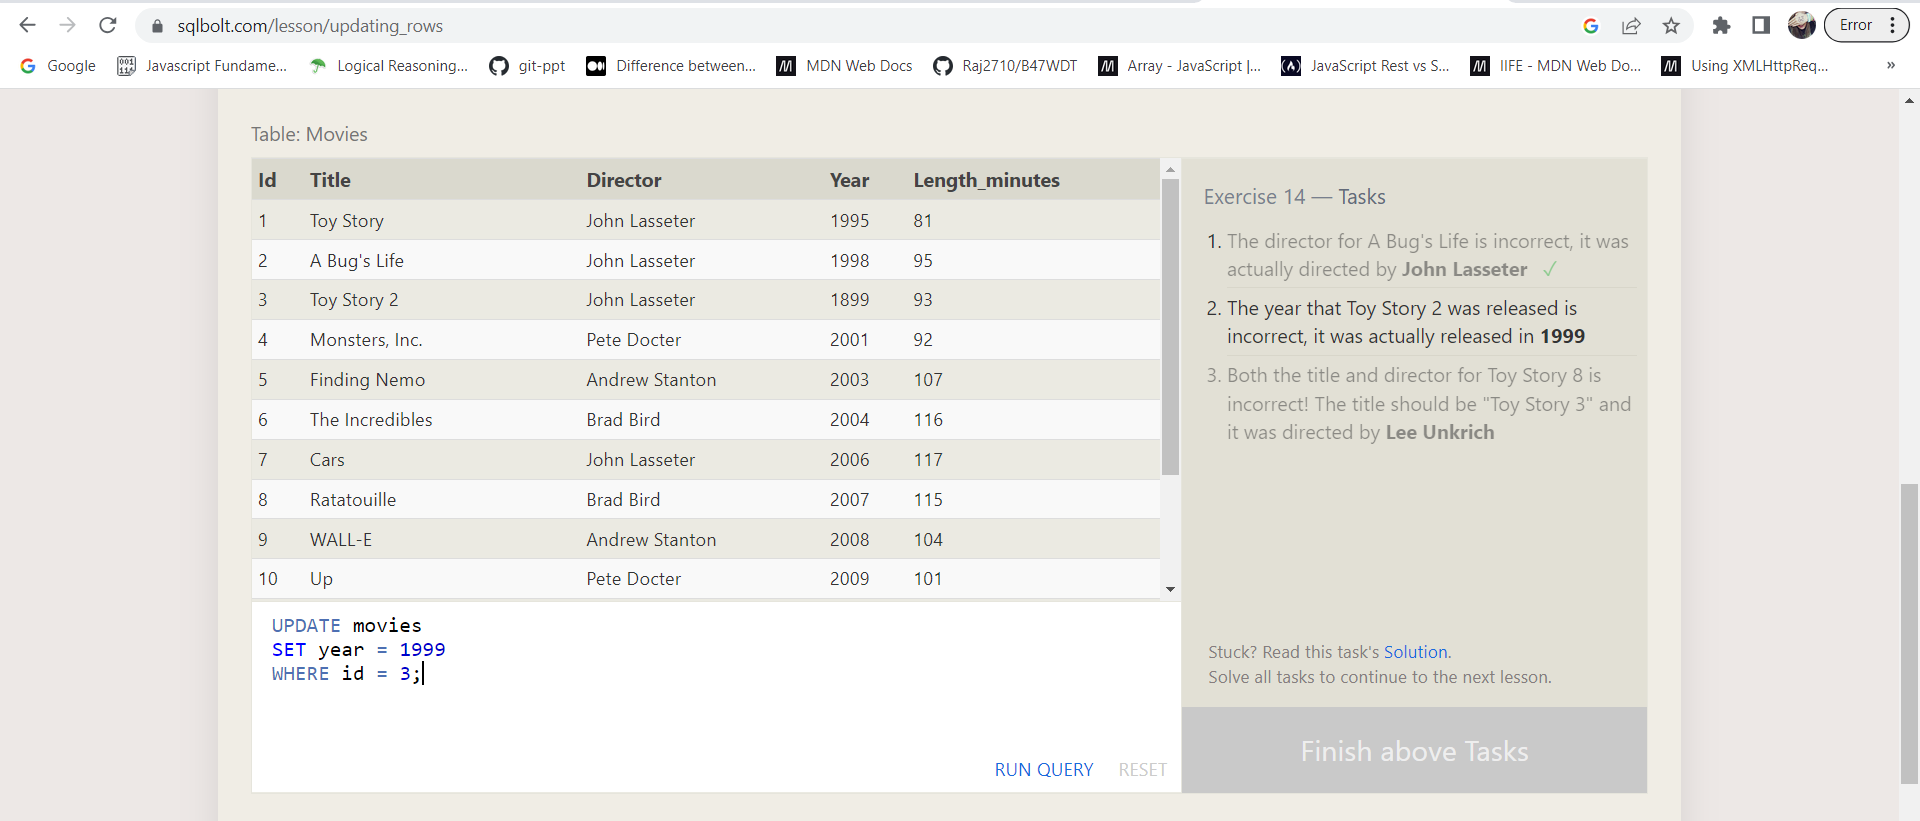 sqlbolt.com/lesson/updating_rows
Error
Google
Javascript Fundame...
Logical Reasoning...
git-ppt
Difference between...
MDN Web Docs
Raj2710/B47WDT
Array - JavaScript |...
JavaScript Rest vs S...
IIFE - MDN Web Do...
Using XMLHttpReq...
»
Table: Movies
Id Title Director Year Length_minutes
1 Toy Story John Lasseter 1995 81
2 A Bug's Life John Lasseter 1998 95
3 Toy Story 2 John Lasseter 1899 93
4 Monsters, Inc. Pete Docter 2001 92
5 Finding Nemo Andrew Stanton 2003 107
6 The Incredibles Brad Bird 2004 116
7 Cars John Lasseter 2006 117
8 Ratatouille Brad Bird 2007 115
9 WALL-E Andrew Stanton 2008 104
10 Up Pete Docter 2009 101
UPDATE movies
SET year = 1999
WHERE id = 3;
RUN QUERY RESET
Exercise 14 — Tasks
1. The director for A Bug's Life is incorrect, it was
actually directed by John Lasseter ✓
2. The year that Toy Story 2 was released is
incorrect, it was actually released in 1999
3. Both the title and director for Toy Story 8 is
incorrect! The title should be "Toy Story 3" and
it was directed by Lee Unkrich
Stuck? Read this task's Solution.
Solve all tasks to continue to the next lesson.
Finish above Tasks